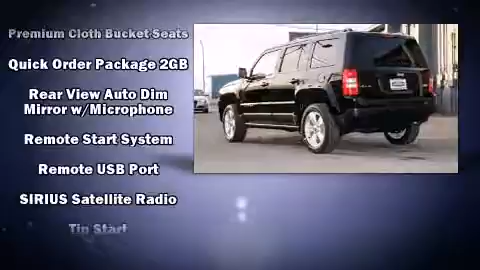 Premium Cloth Bucket Seats
Quick Order Package 2GB
Rear View Auto Dim
Mirror w/Microphone
Remote Start System
Remote USB Port
SIRIUS Satellite Radio
Tip Start